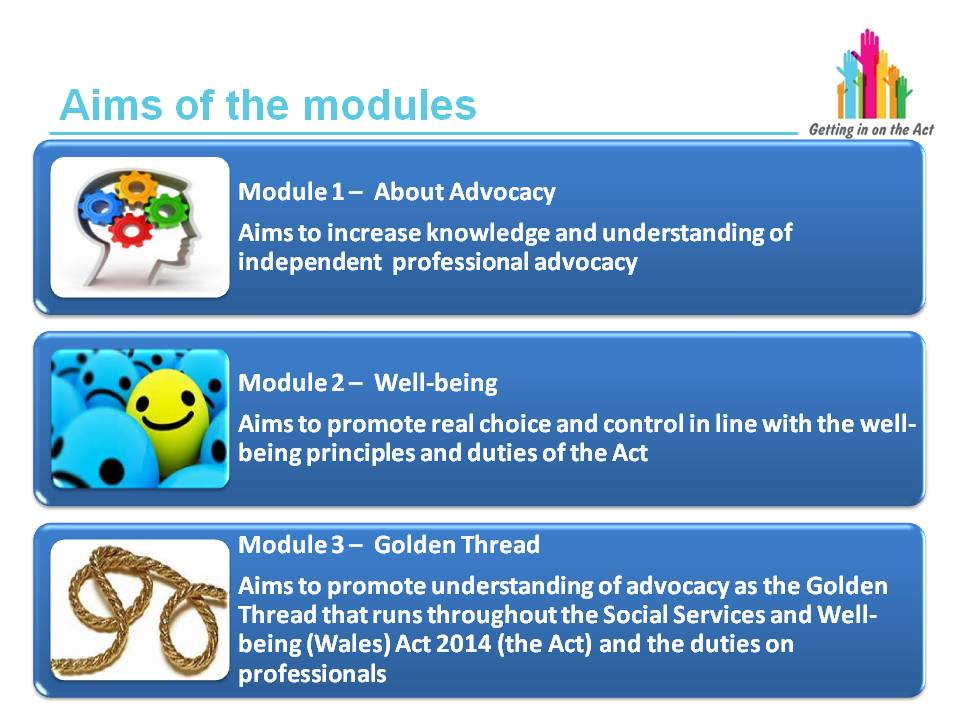 Getting in on the Act
Aims of the modules
Module 1 – About Advocacy
Aims to increase knowledge and understanding of
independent professional advocacy
Module 2 – Well-being
Aims to promote real choice and control in line with the well-
being principles and duties of the Act
Module 3 – Golden Thread
Aims to promote understanding of advocacy as the Golden
Thread that runs throughout the Social Services and Well-
being (Wales) Act 2014 (the Act) and the duties on
professionals